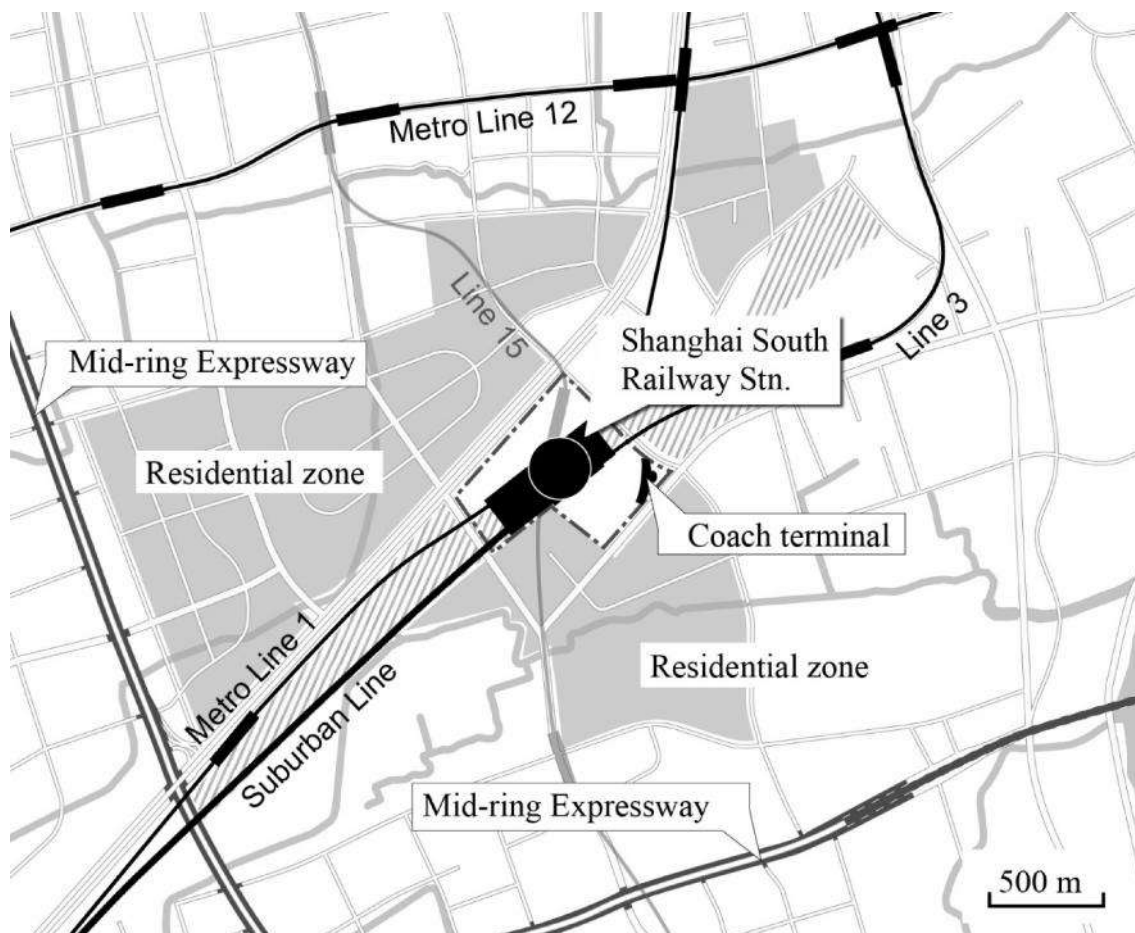 Metro Line 12
Line 15
Line 3
Mid-ring Expressway
Shanghai South
Railway Stn.
Residential zone
Coach terminal
Metro Line 1
Suburban Line
Residential zone
Mid-ring Expressway
500 m